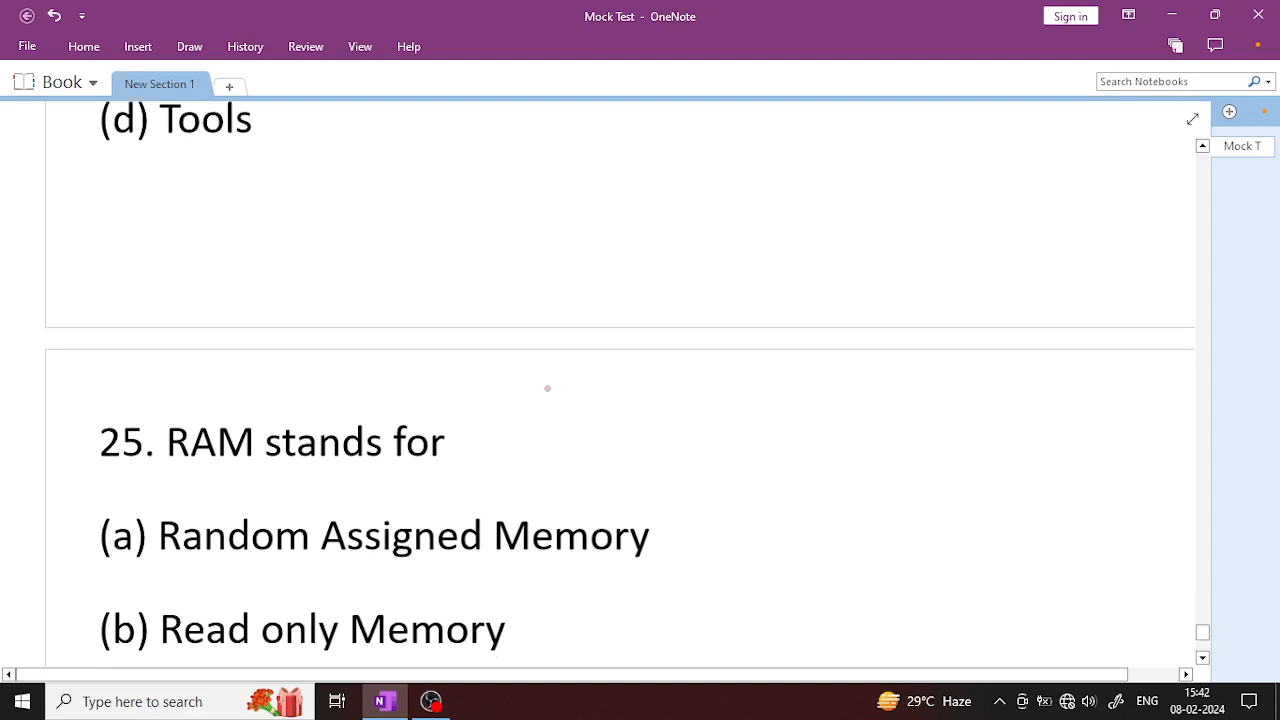 Mock Test - OneNote
Sign in
File Home Insert Draw History Review View Help
Book New Section 1 + Search Notebooks
(d) Tools
Mock T
25. RAM stands for
(a) Random Assigned Memory
(b) Read only Memory
Type here to search 29°C Haze ENG 15:42
08-02-2024